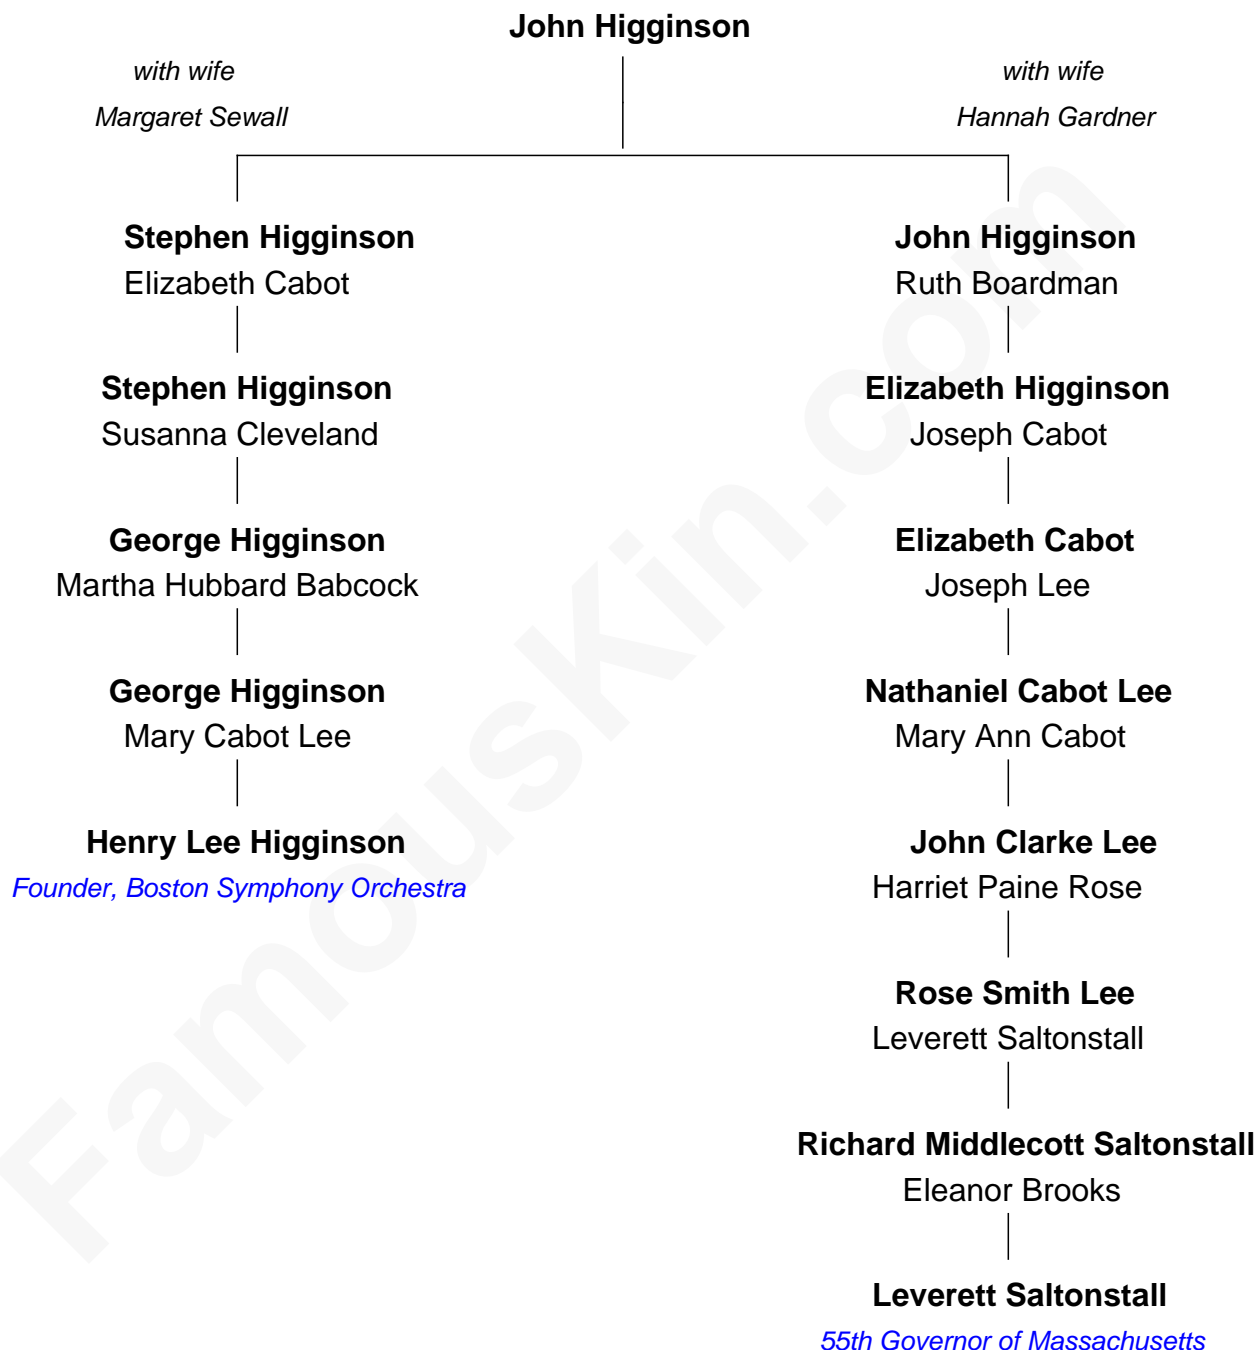 John Higginson
with wife
Margaret Sewall
with wife
Hannah Gardner
Stephen Higginson
Elizabeth Cabot
John Higginson
Ruth Boardman
Stephen Higginson
Susanna Cleveland
Elizabeth Higginson
Joseph Cabot
George Higginson
Martha Hubbard Babcock
Elizabeth Cabot
Joseph Lee
George Higginson
Mary Cabot Lee
Nathaniel Cabot Lee
Mary Ann Cabot
Henry Lee Higginson
Founder, Boston Symphony Orchestra
John Clarke Lee
Harriet Paine Rose
Rose Smith Lee
Leverett Saltonstall
Richard Middlecott Saltonstall
Eleanor Brooks
Leverett Saltonstall
55th Governor of Massachusetts
FamousKin.com